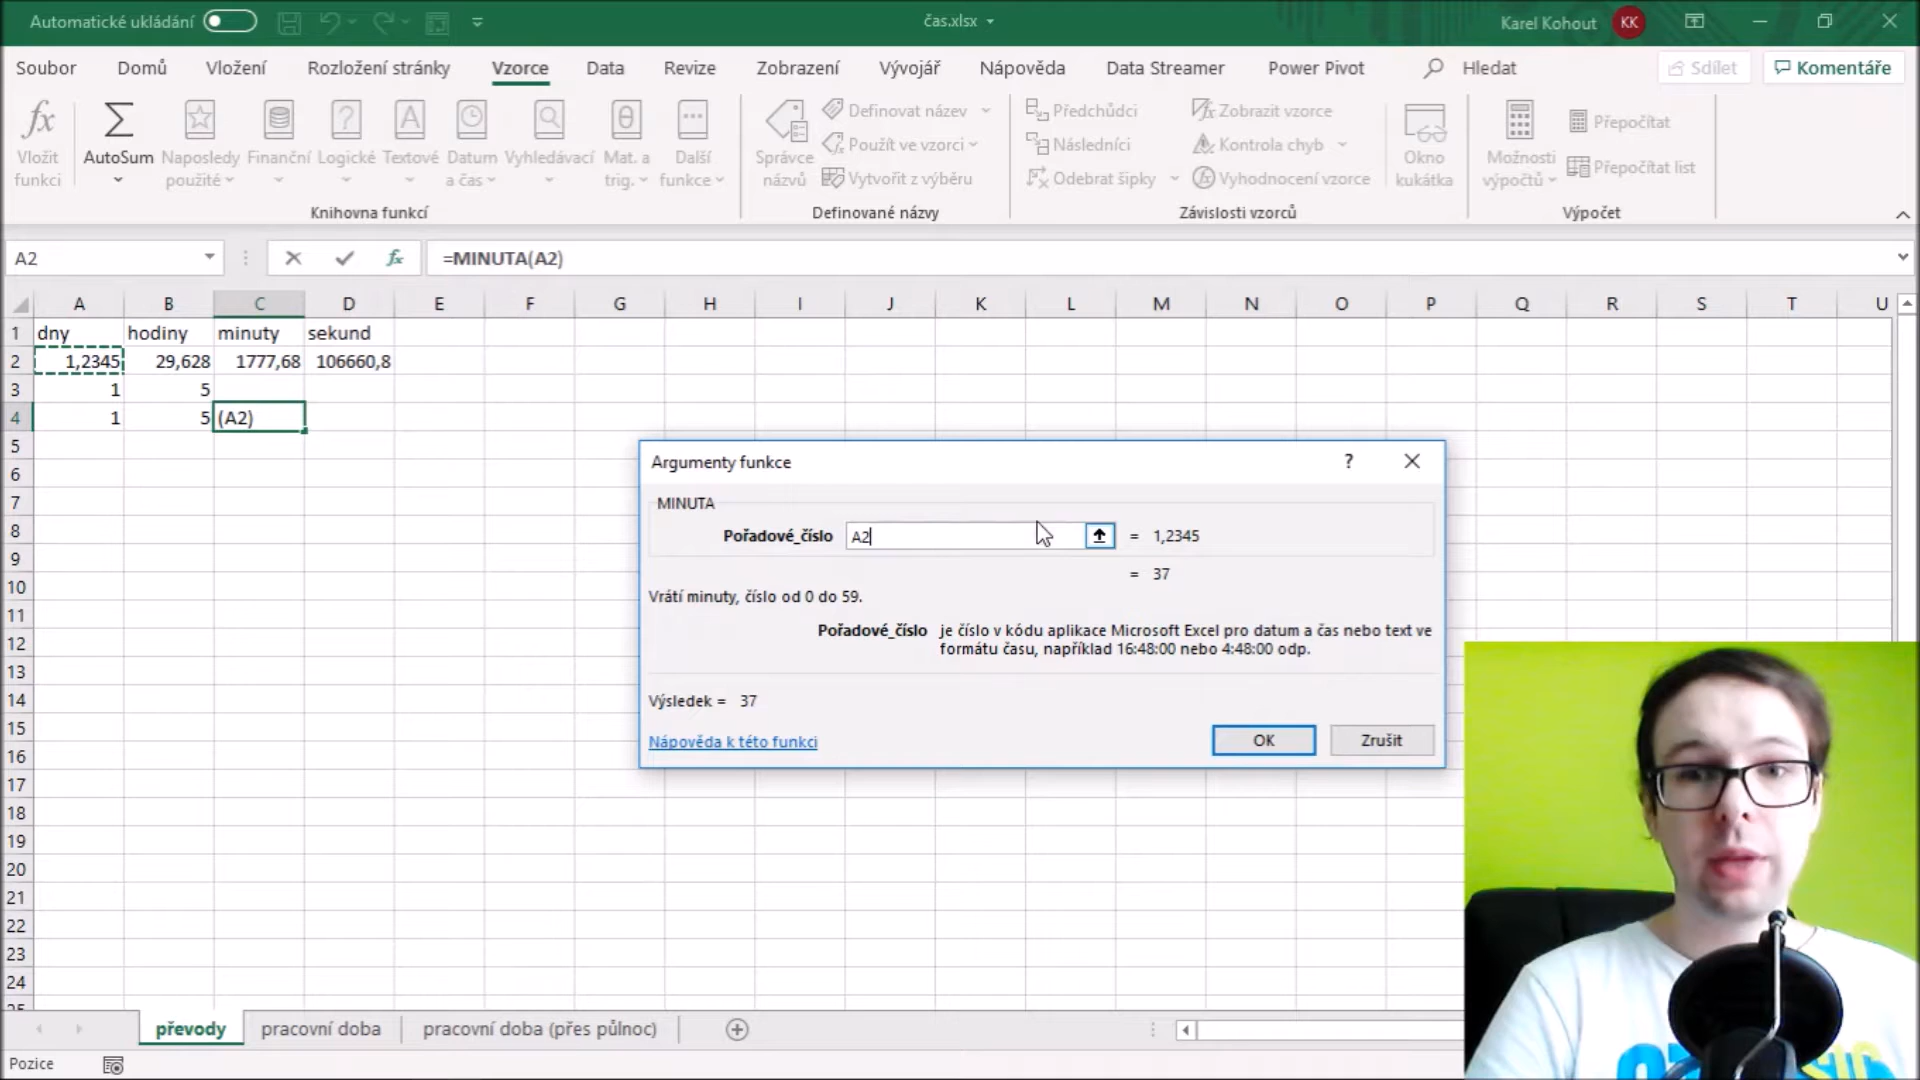 Automatické ukládání
čas.xlsx
Karel Kohout KK
Soubor Domů Vložení Rozložení stránky Vzorce Data Revize Zobrazení Vývojář Nápověda Data Streamer Power Pivot Hledat Sdílet Komentáře
Vložit funkci
AutoSum
Naposledy použité
Finanční
Logické
Textové
Datum a čas
Vyhledávací
Mat. a trig.
Další funkce
Knihovna funkcí
Správce názvů
Definovat název
Použít ve vzorci
Vytvořit z výběru
Definované názvy
Předchůdci
Následníci
Odebrat šipky
Zobrazit vzorce
Kontrola chyb
Vyhodnocení vzorce
Závislosti vzorců
Okno kukátka
Možnosti výpočtů
Přepočítat
Přepočítat list
Výpočet
A2 fx =MINUTA(A2)
A B C D E F G H I J K L M N O P Q R S T U
1 dny hodiny minuty sekund
2 1,2345 29,628 1777,68 106660,8
3 1 5
4 1 5 (A2)
5
6
7
8
9
10
11
12
13
14
15
16
17
18
19
20
21
22
23
24
25
Argumenty funkce ?
MINUTA
Pořadové_číslo A2 = 1,2345
= 37
Vrátí minuty, číslo od 0 do 59.
Pořadové_číslo je číslo v kódu aplikace Microsoft Excel pro datum a čas nebo text ve
formátu času, například 16:48:00 nebo 4:48:00 odp.
Výsledek = 37
Nápověda k této funkci
OK Zrušit
převody pracovní doba pracovní doba (přes půlnoc)
Pozice